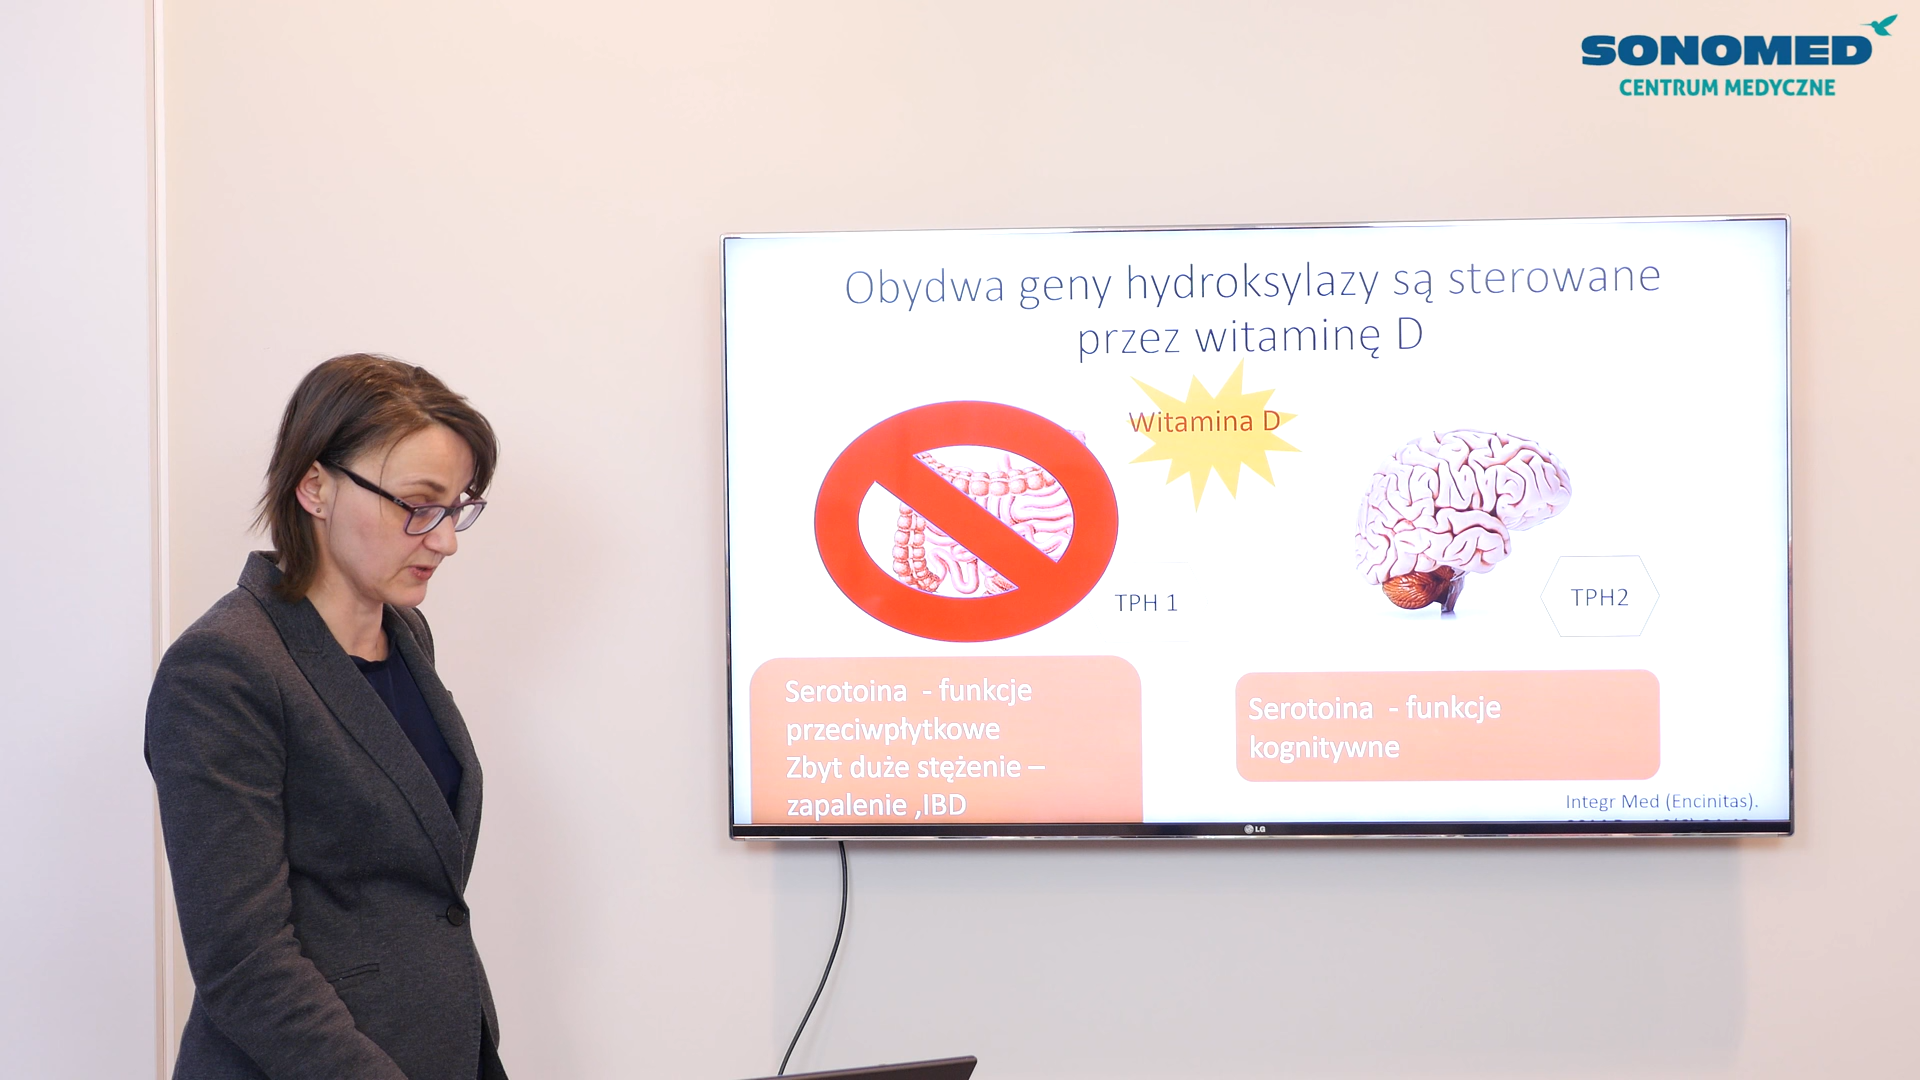 SONOMED
CENTRUM MEDYCZNE
Obydwa geny hydroksylazy są sterowane
przez witaminę D
Witamina D
TPH 1
TPH2
Serotoina - funkcje
przeciwpłytkowe
Zbyt duże stężenie –
zapalenie ,IBD
Serotoina - funkcje
kognitywne
Integr Med (Encinitas).
LG